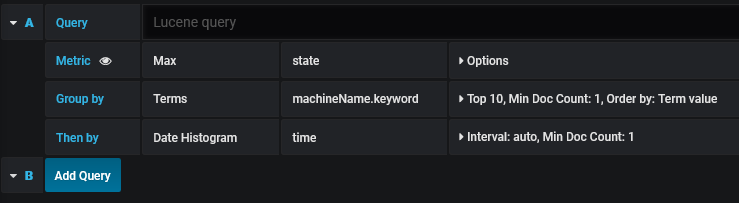 A Query Lucene query
Metric Max state Options
Group by Terms machineName.keyword Top 10, Min Doc Count: 1, Order by: Term value
Then by Date Histogram time Interval: auto, Min Doc Count: 1
B Add Query